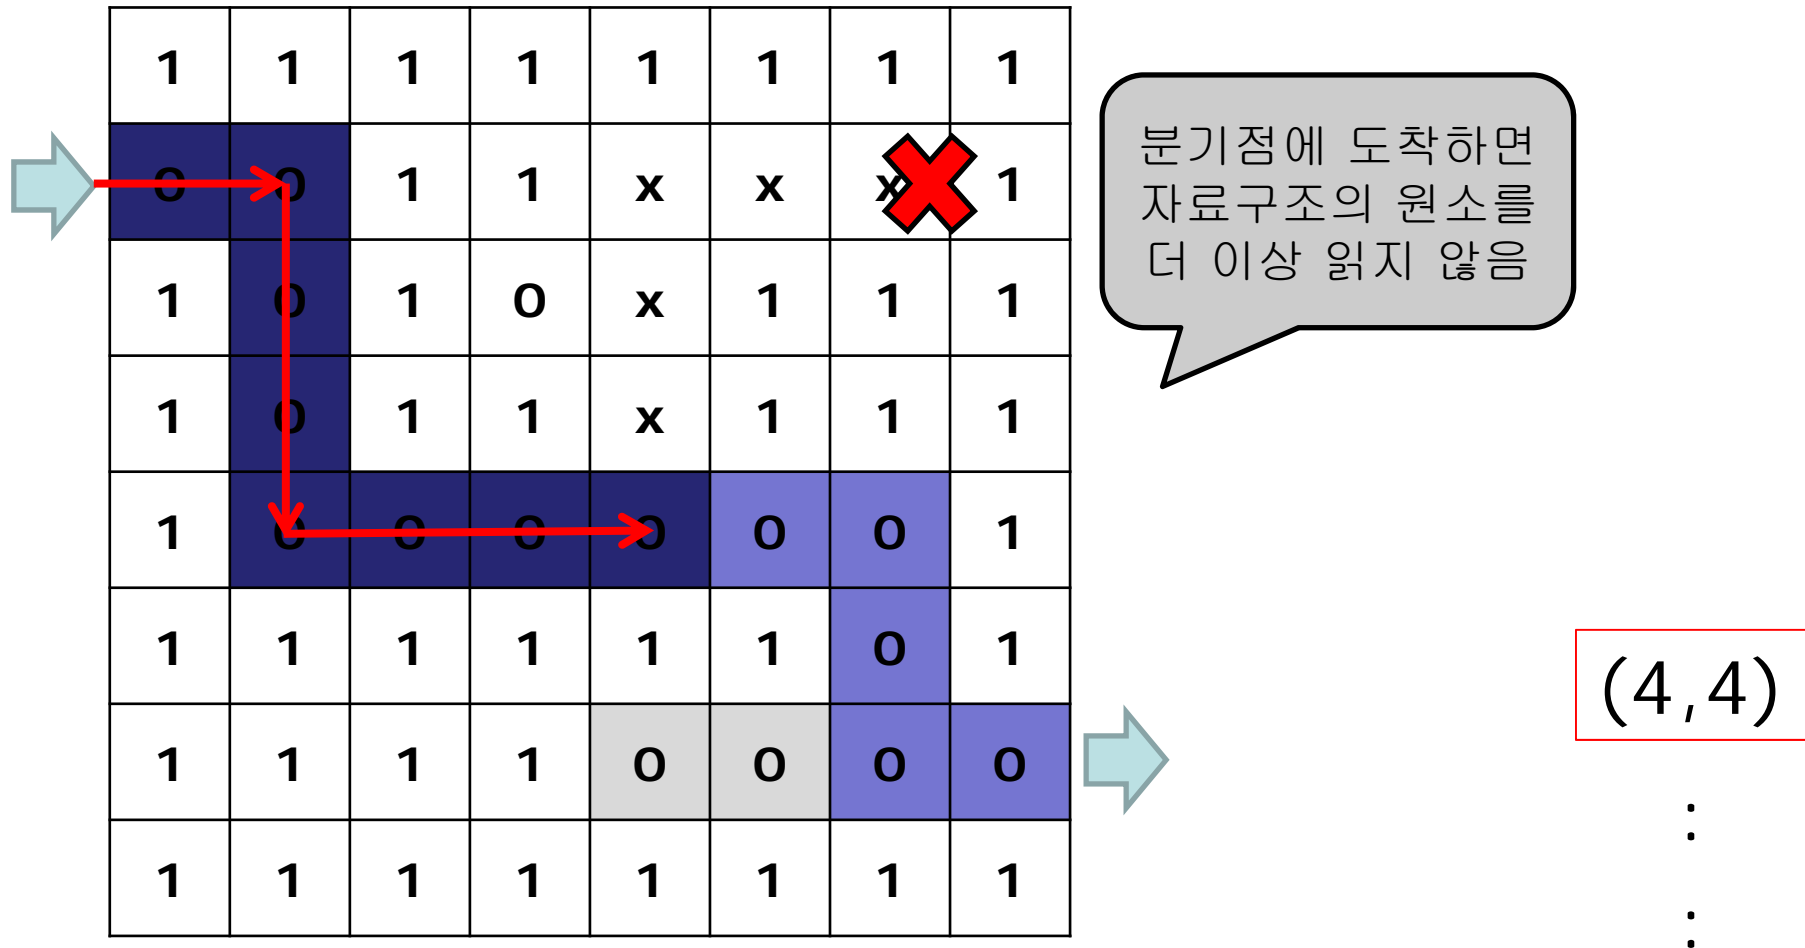 1 1 1 1 1 1 1 1
0 0 1 1 x x x 1
1 0 1 0 x 1 1 1
1 0 1 1 x 1 1 1
1 0 0 0 0 0 0 1
1 1 1 1 1 1 0 1
1 1 1 1 0 0 0 0
1 1 1 1 1 1 1 1
분기점에 도착하면
자료구조의 원소를
더 이상 읽지 않음
(4,4)
:
: